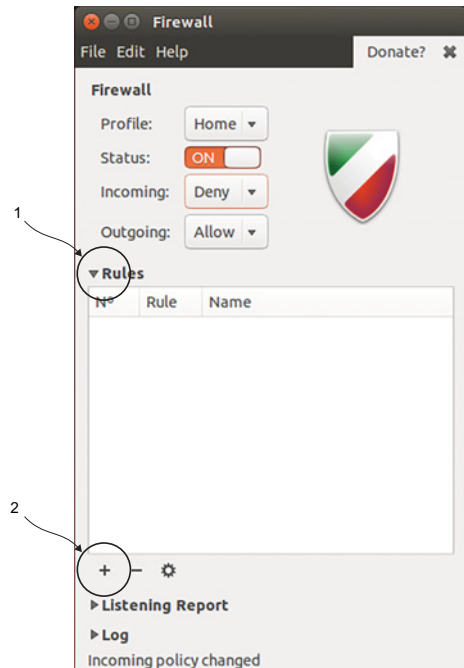 Firewall
File Edit Help
Donate? ✖
Firewall
Profile: Home
Status: ON
Incoming: Deny
Outgoing: Allow
1
Rules
Nº Rule Name
2
+ −
Listening Report
Log
Incoming policy changed